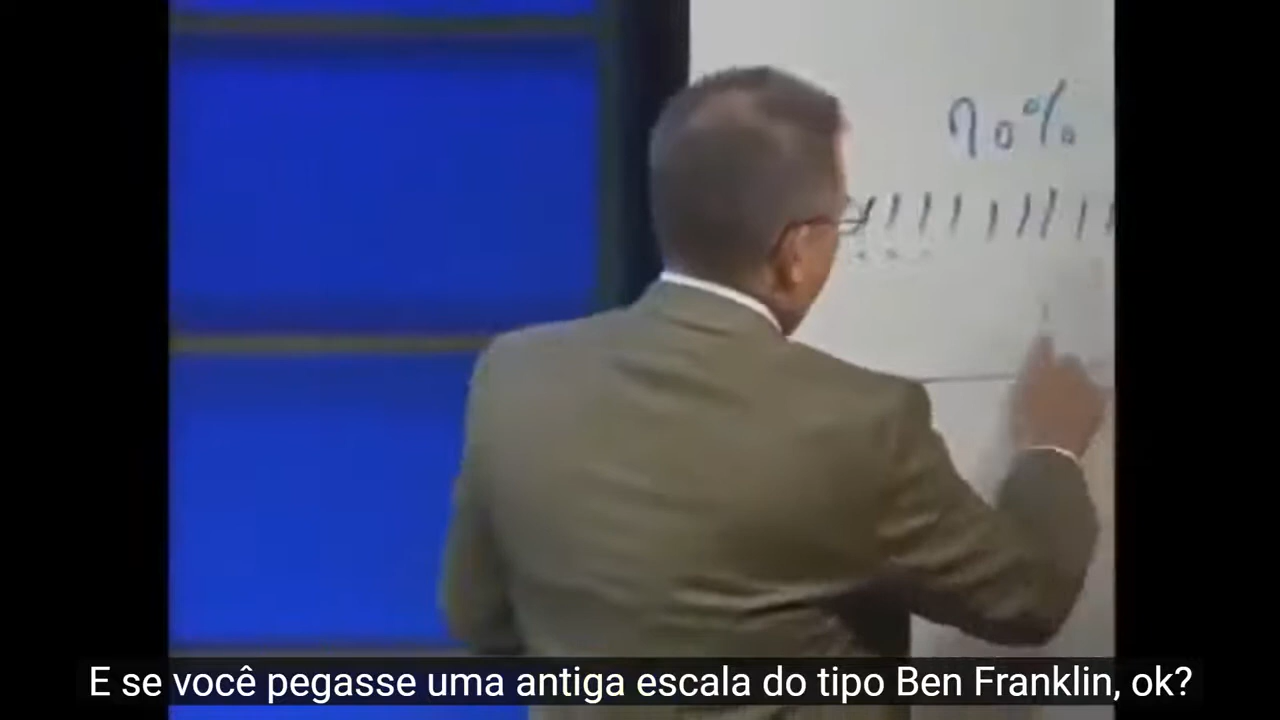 90%
E se você pegasse uma antiga escala do tipo Ben Franklin, ok?